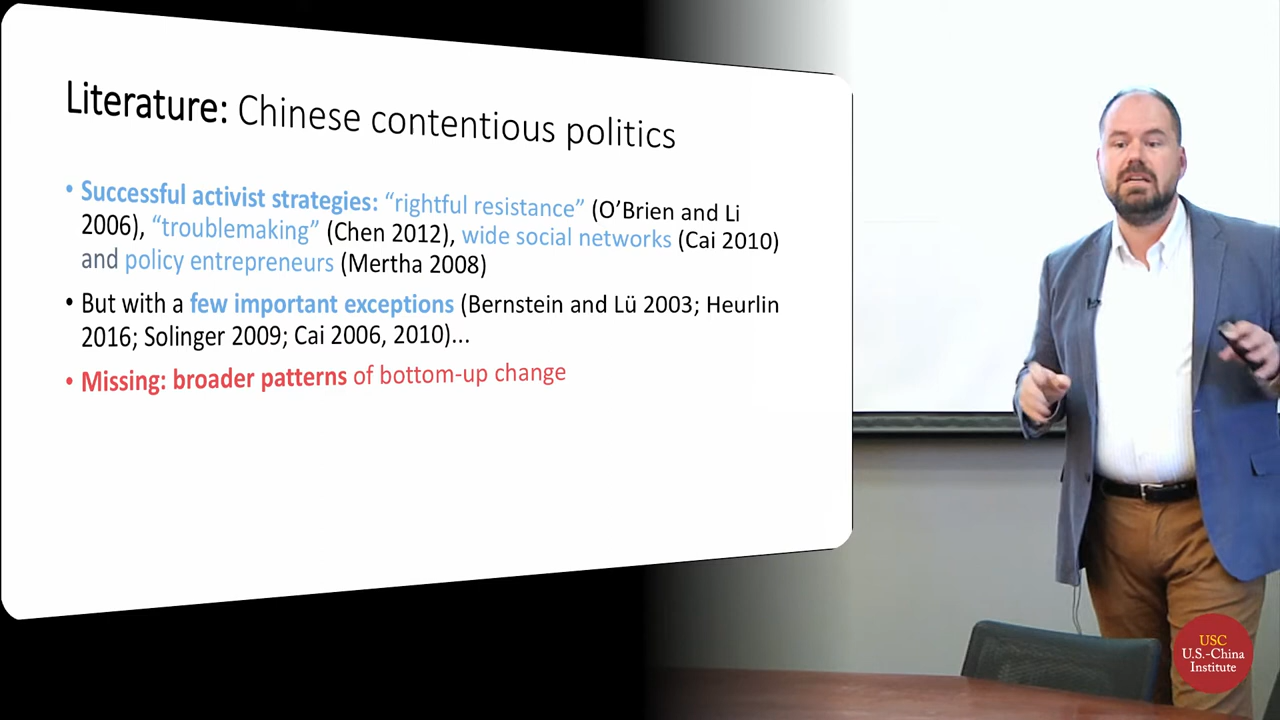 Literature: Chinese contentious politics
• Successful activist strategies: “rightful resistance” (O’Brien and Li
2006), “troublemaking” (Chen 2012), wide social networks (Cai 2010)
and policy entrepreneurs (Mertha 2008)
• But with a few important exceptions (Bernstein and Lü 2003; Heurlin
2016; Solinger 2009; Cai 2006, 2010)...
• Missing: broader patterns of bottom-up change
USC
U.S.-China
Institute